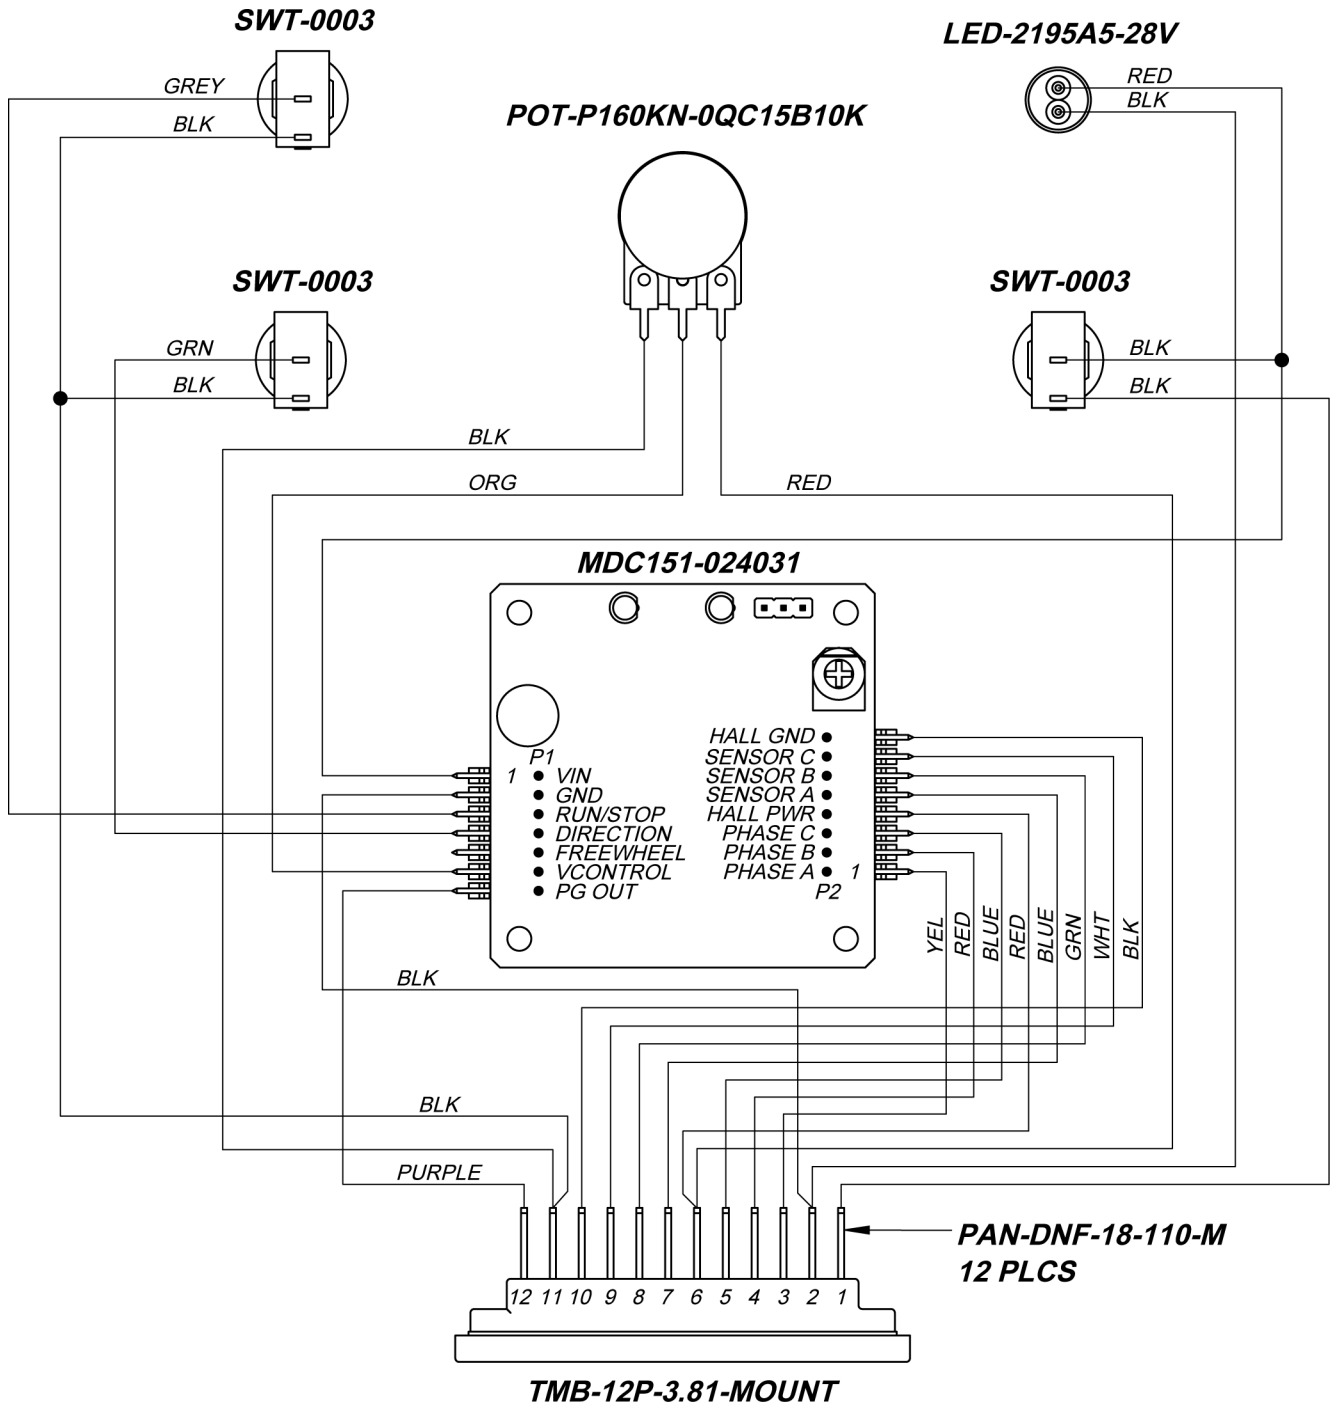 SWT-0003
LED-2195A5-28V
GREY
BLK
POT-P160KN-0QC15B10K
RED
BLK
SWT-0003
SWT-0003
GRN
BLK
BLK
BLK
BLK
ORG
RED
MDC151-024031
P1
1
VIN
GND
RUN/STOP
DIRECTION
FREEWHEEL
VCONTROL
PG OUT
HALL GND
SENSOR C
SENSOR B
SENSOR A
HALL PWR
PHASE C
PHASE B
PHASE A
1
P2
YEL
RED
BLUE
RED
BLUE
GRN
WHT
BLK
BLK
BLK
PURPLE
PAN-DNF-18-110-M
12 PLCS
12 11 10 9 8 7 6 5 4 3 2 1
TMB-12P-3.81-MOUNT